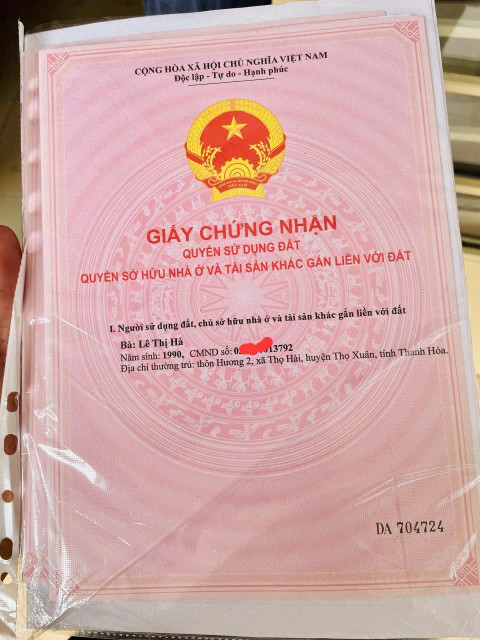 CỘNG HÒA XÃ HỘI CHỦ NGHĨA VIỆT NAM
Độc lập - Tự do - Hạnh phúc
VIỆT NAM
GIẤY CHỨNG NHẬN
QUYỀN SỬ DỤNG ĐẤT
QUYỀN SỞ HỮU NHÀ Ở VÀ TÀI SẢN KHÁC GẮN LIỀN VỚI ĐẤT
I. Người sử dụng đất, chủ sở hữu nhà ở và tài sản khác gắn liền với đất
Bà: Lê Thị Hà
Năm sinh: 1990, CMND số: 13792
Địa chỉ thường trú: thôn Hương 2, xã Thọ Hải, huyện Thọ Xuân, tỉnh Thanh Hóa.
DA 704724